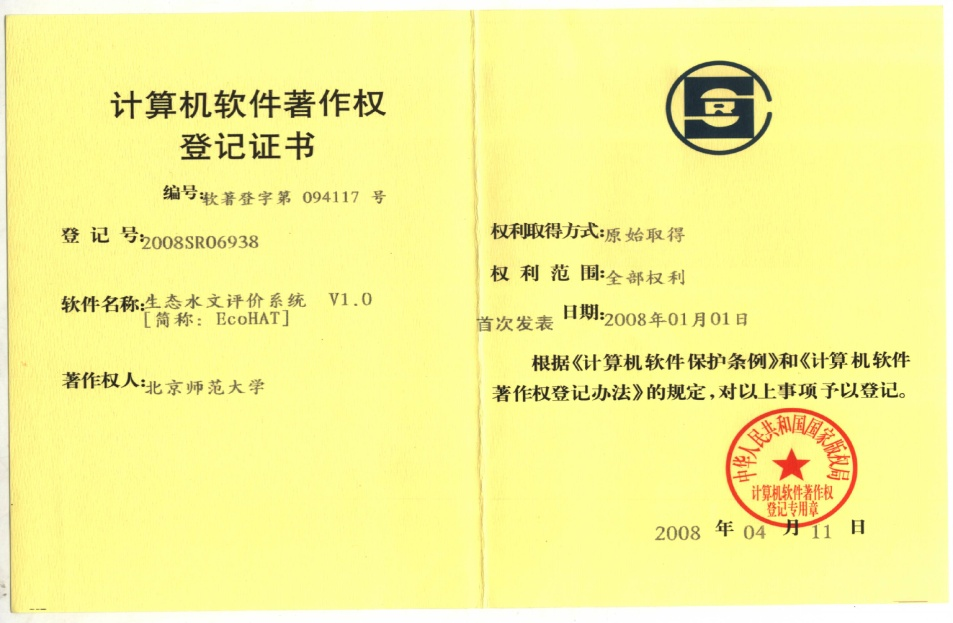 计算机软件著作权
登记证书
编号:软著登字第 094117 号
登记号:2008SR06938
软件名称:生态水文评价系统 V1.0
[简称: EcoHAT]
著作权人:北京师范大学
R
权利取得方式:原始取得
权利范围:全部权利
首次发表日期:2008年01月01日
根据《计算机软件保护条例》和《计算机软件
著作权登记办法》的规定,对以上事项予以登记。
中华人民共和国国家版权局
计算机软件著作权
登记专用章
2008 年 04 月 11 日